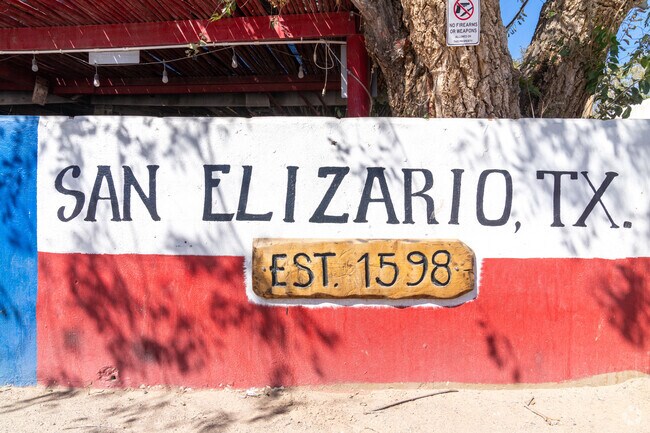 NO FIREARMS
OR WEAPONS
SAN ELIZARIO, TX.
EST. 1598